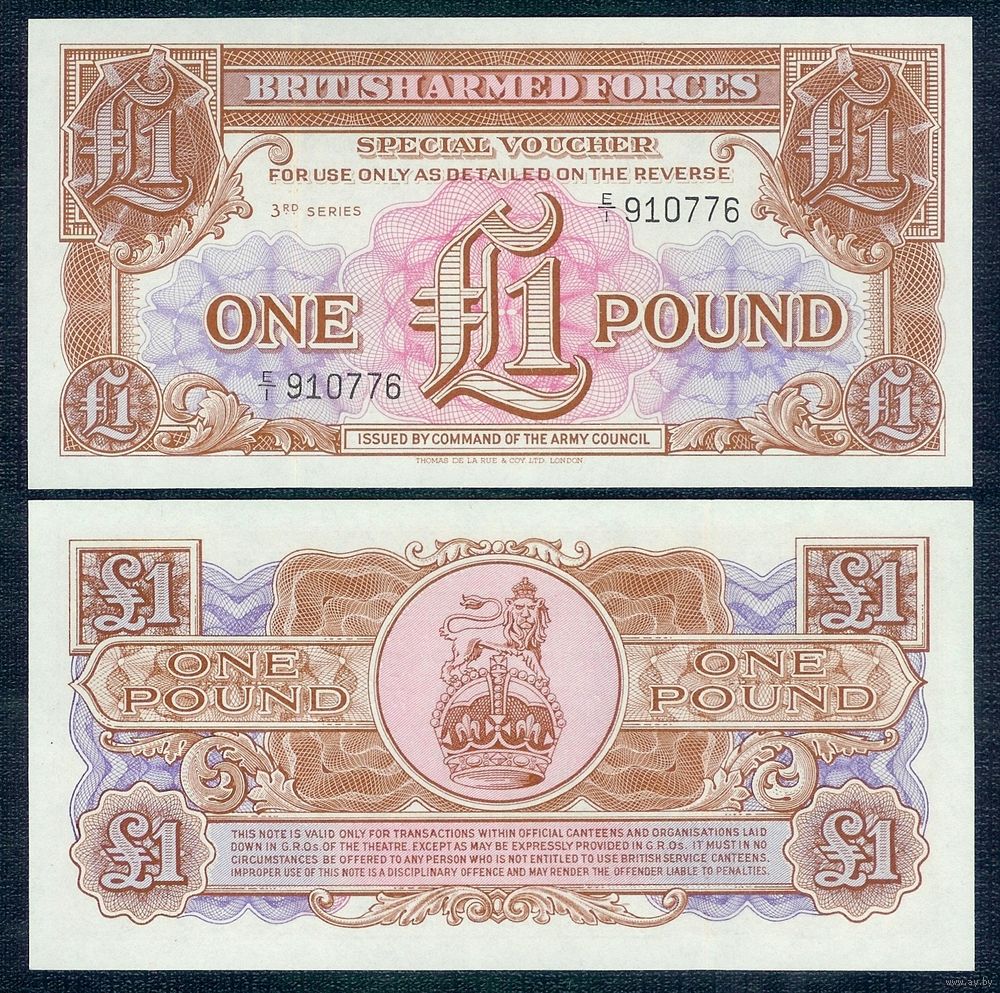 £1
BRITISH ARMED FORCES
£1
SPECIAL VOUCHER
FOR USE ONLY AS DETAILED ON THE REVERSE
3RD SERIES
E/1 910776
ONE £1 POUND
E/1 910776
£1
£1
ISSUED BY COMMAND OF THE ARMY COUNCIL
THOMAS DE LA RUE & COY. LTD. LONDON.
£1
£1
ONE
POUND
ONE
POUND
£1
£1
THIS NOTE IS VALID ONLY FOR TRANSACTIONS WITHIN OFFICIAL CANTEENS AND ORGANISATIONS LAID
DOWN IN G.R.Os. OF THE THEATRE. EXCEPT AS MAY BE EXPRESSLY PROVIDED IN G.R.Os. IT MUST IN NO
CIRCUMSTANCES BE OFFERED TO ANY PERSON WHO IS NOT ENTITLED TO USE BRITISH SERVICE CANTEENS.
IMPROPER USE OF THIS NOTE IS A DISCIPLINARY OFFENCE AND MAY RENDER THE OFFENDER LIABLE TO PENALTIES.
www.ay.by